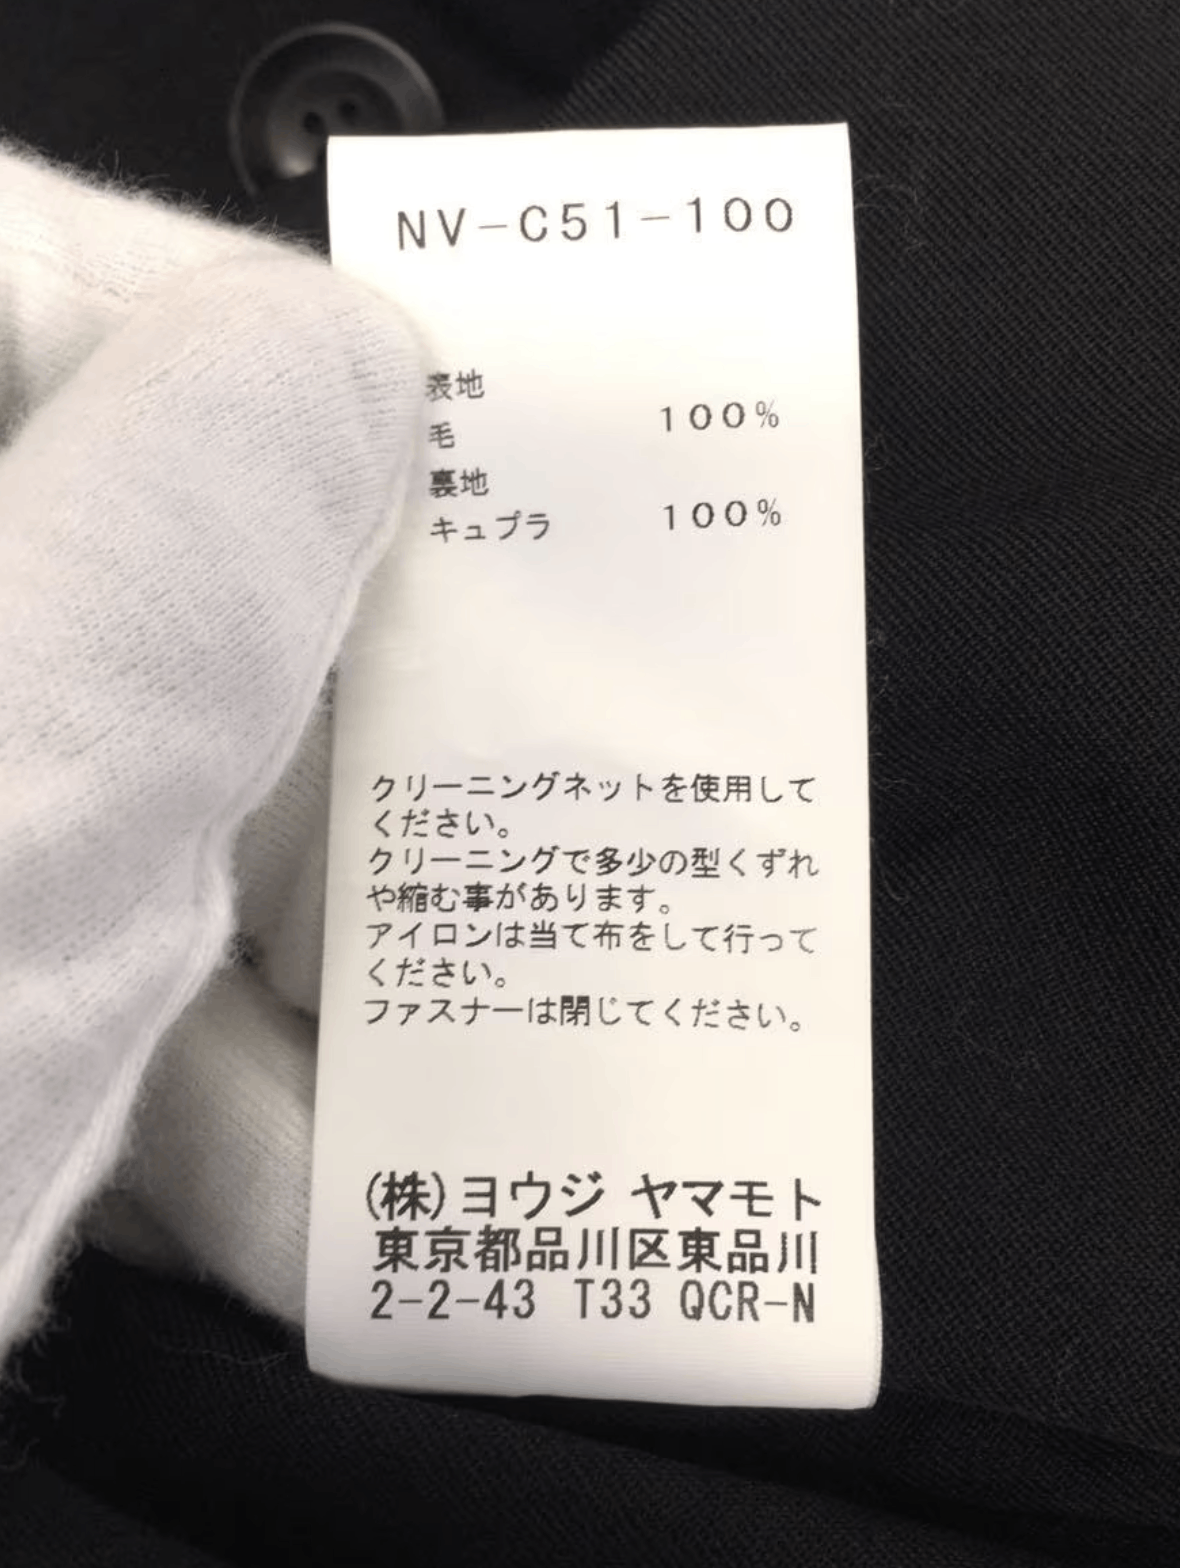 NV-C51-100
表地
毛 100%
裏地
キュプラ 100%
クリーニングネットを使用して
ください。
クリーニングで多少の型くずれ
や縮む事があります。
アイロンは当て布をして行って
ください。
ファスナーは閉じてください。
(株)ヨウジ ヤマモト
東京都品川区東品川
2-2-43 T33 QCR-N